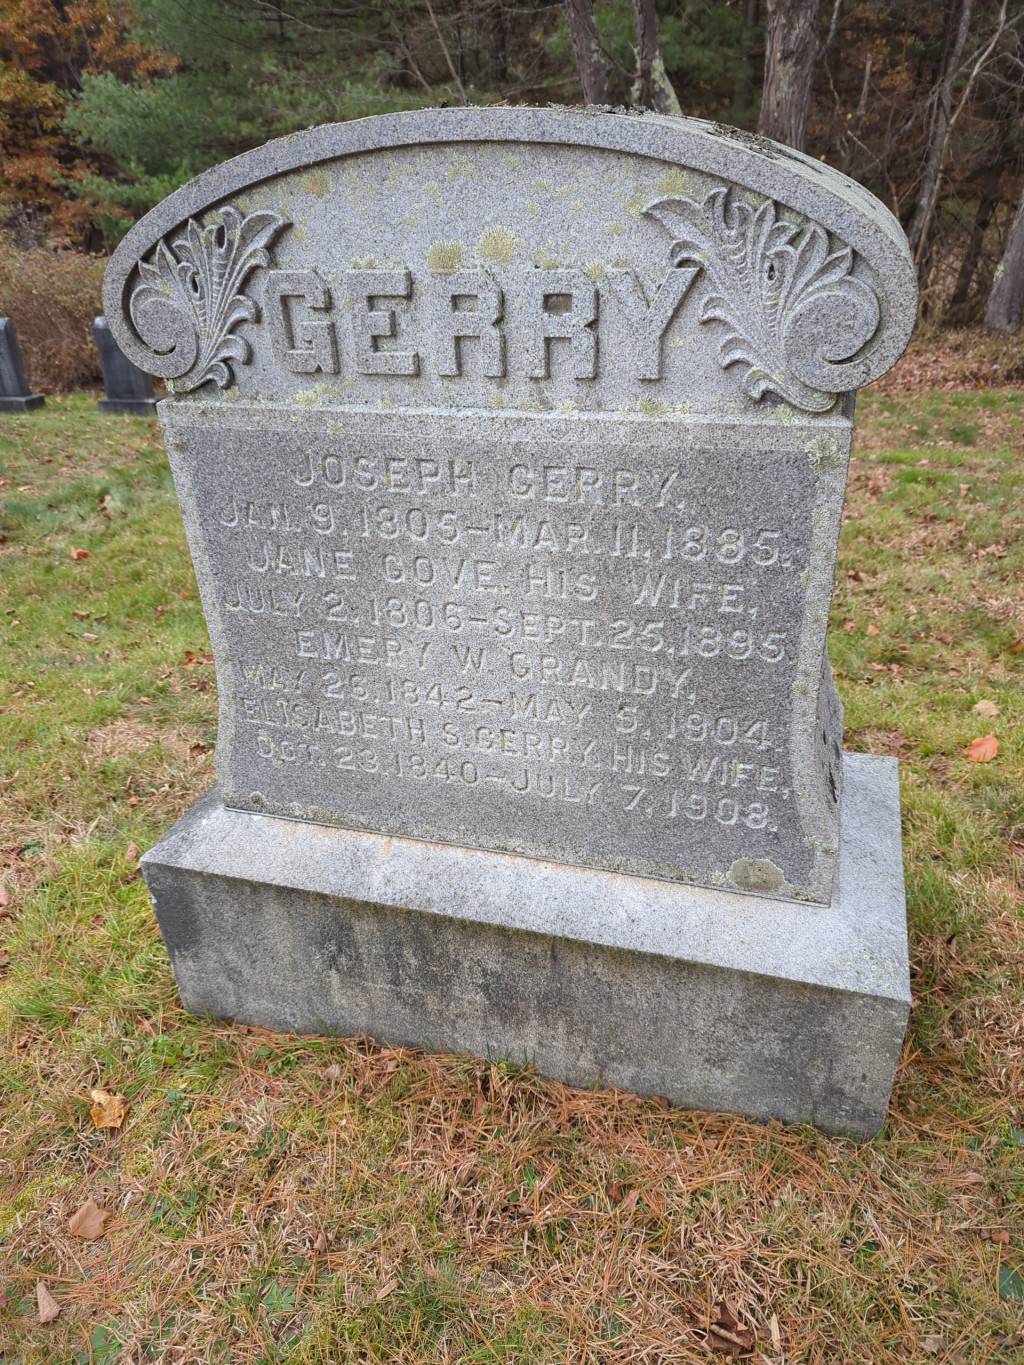 GERRY
JOSEPH GERRY,
JAN. 9, 1805–MAR. 11, 1885.
JANE GOVE, HIS WIFE,
JULY 2, 1806–SEPT. 25, 1895.
EMERY W. GRANDY,
MAY 26, 1842–MAY 5, 1904.
ELISABETH S. GERRY, HIS WIFE,
OCT. 23, 1840–JULY 7, 1908.